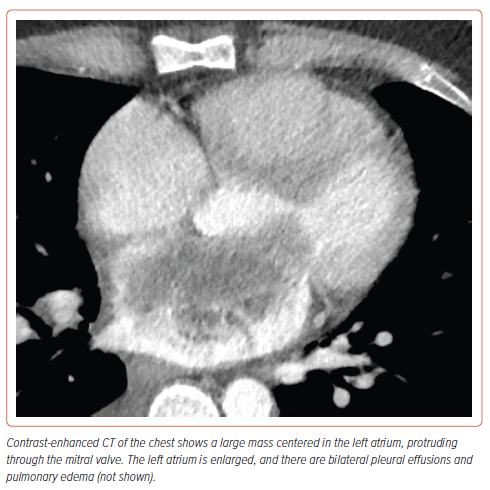 Contrast-enhanced CT of the chest shows a large mass centered in the left atrium, protruding
through the mitral valve. The left atrium is enlarged, and there are bilateral pleural effusions and
pulmonary edema (not shown).